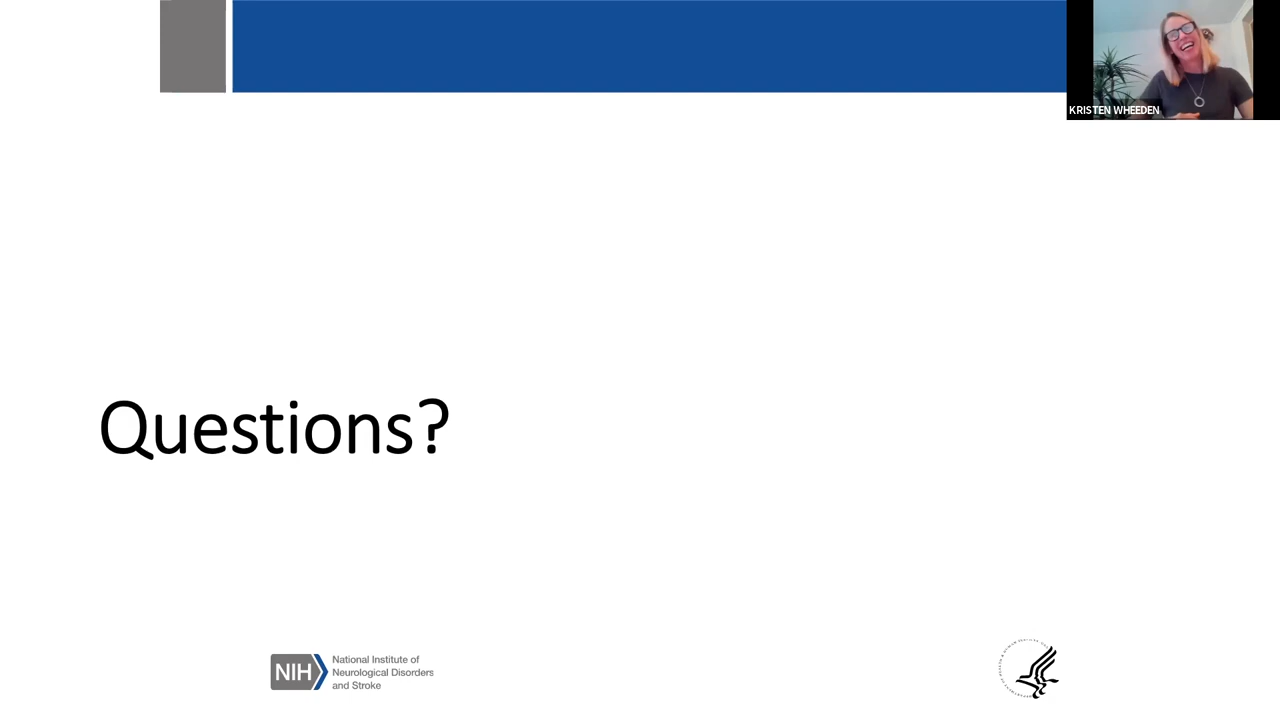 KRISTEN WHEEDEN
Questions?
NIH
National Institute of
Neurological Disorders
and Stroke